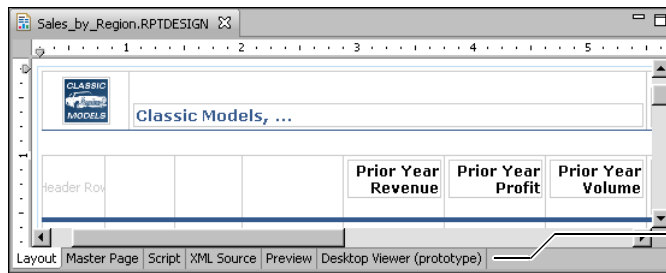 Sales_by_Region.RPTDESIGN
1 2 3 4 5
CLASSIC
MODELS
Classic Models, ...
1
Header Row
Prior Year Revenue
Prior Year Profit
Prior Year Volume
Layout Master Page Script XML Source Preview Desktop Viewer (prototype)